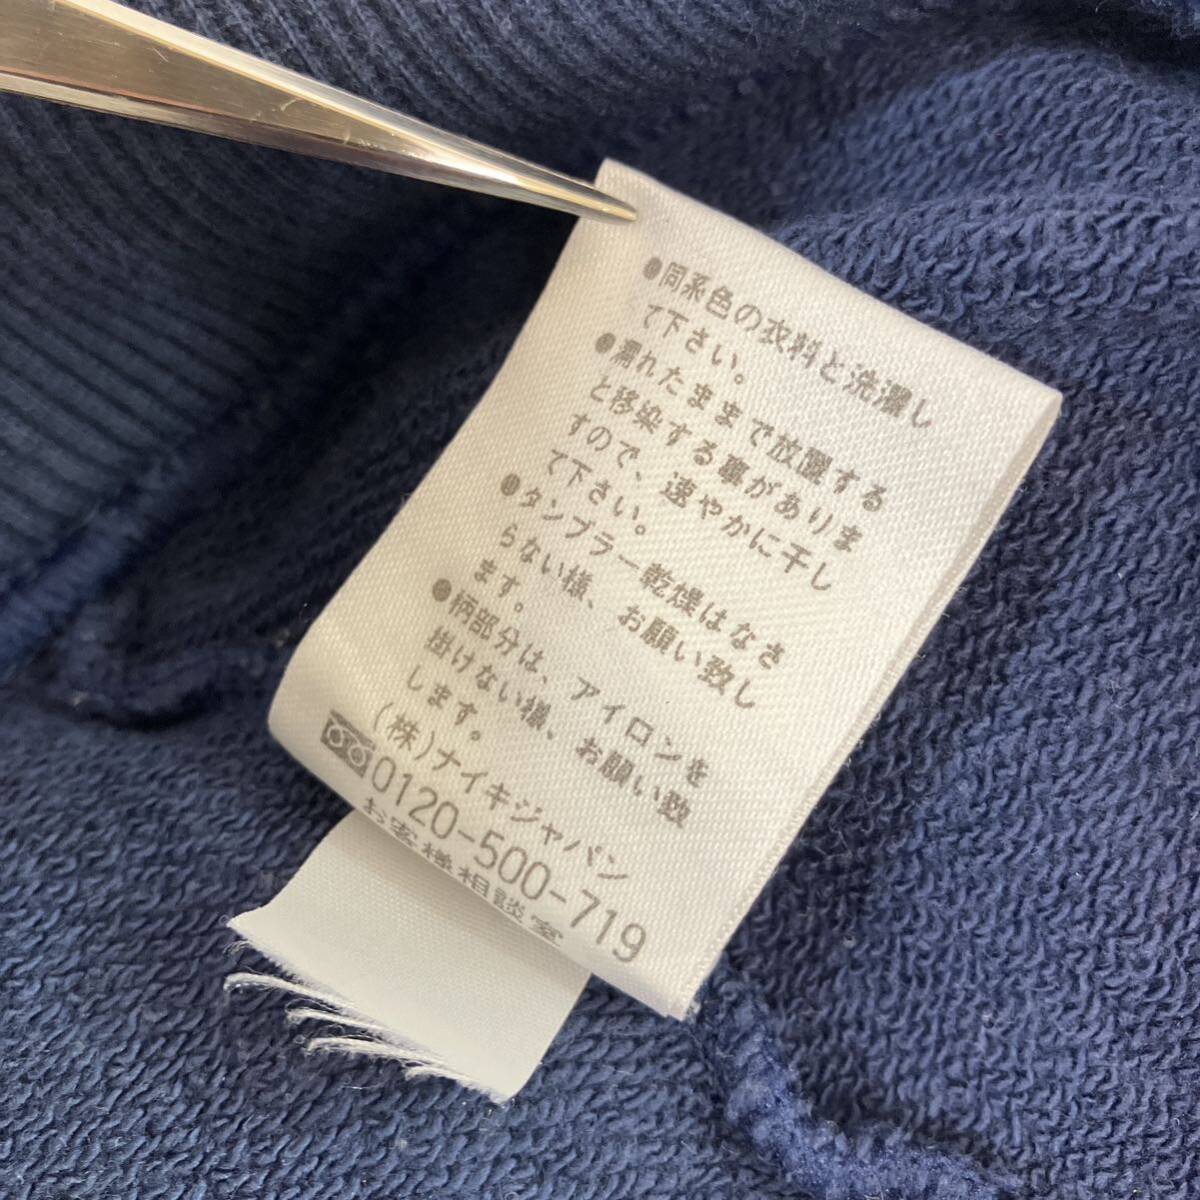 ●同系色の衣料と洗濯し
て下さい。
●濡れたままで放置する
と移染する事がありま
すので、速やかに干し
て下さい。
●タンブラー乾燥はなさ
らない様、お願い致し
ます。
●柄部分は、アイロンを
掛けない様、お願い致
します。
(株)ナイキジャパン
0120-500-719
お客様相談室